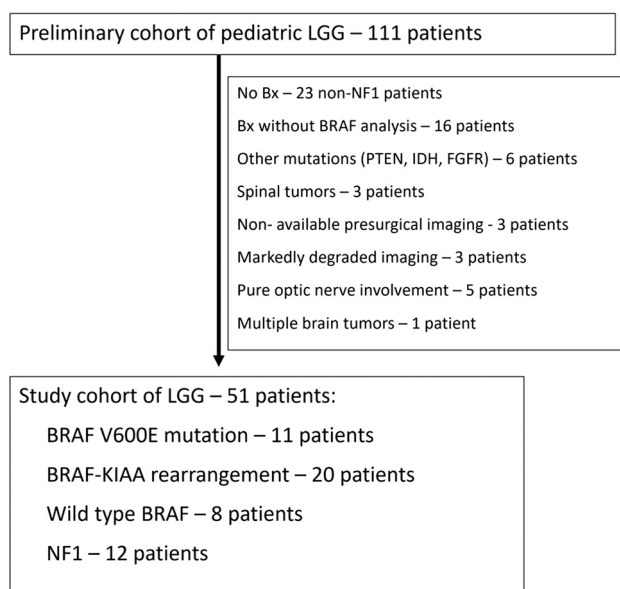 Preliminary cohort of pediatric LGG – 111 patients
No Bx – 23 non-NF1 patients
Bx without BRAF analysis – 16 patients
Other mutations (PTEN, IDH, FGFR) – 6 patients
Spinal tumors – 3 patients
Non- available presurgical imaging - 3 patients
Markedly degraded imaging – 3 patients
Pure optic nerve involvement – 5 patients
Multiple brain tumors – 1 patient
Study cohort of LGG – 51 patients:
BRAF V600E mutation – 11 patients
BRAF-KIAA rearrangement – 20 patients
Wild type BRAF – 8 patients
NF1 – 12 patients